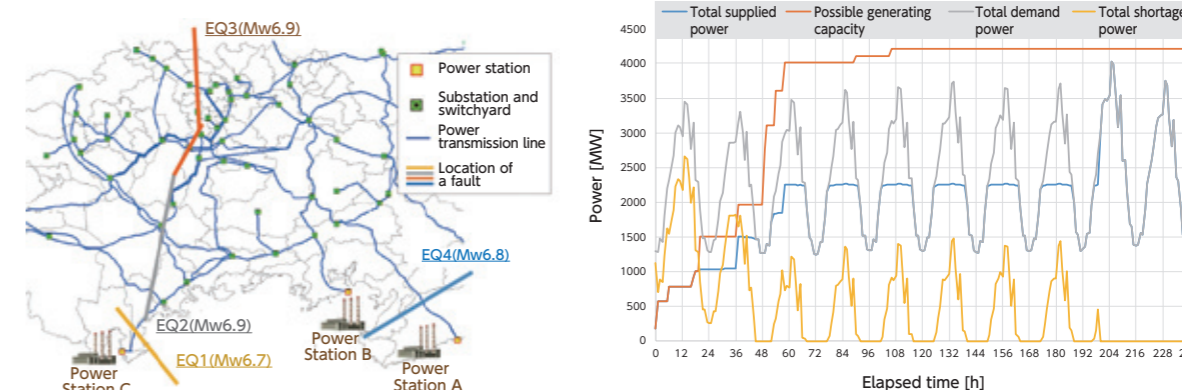 EQ3(Mw6.9)
Power station
Substation and
switchyard
Power
transmission line
Location of
a fault
EQ4(Mw6.8)
EQ2(Mw6.9)
EQ1(Mw6.7)
Power
Station B
Power
Station C
Power
Station A
Total supplied
power
Possible generating
capacity
Total demand
power
Total shortage
power
Power [MW]
4500
4000
3500
3000
2500
2000
1500
1000
500
0
0 12 24 36 48 60 72 84 96 108 120 132 144 156 168 180 192 204 216 228
Elapsed time [h]